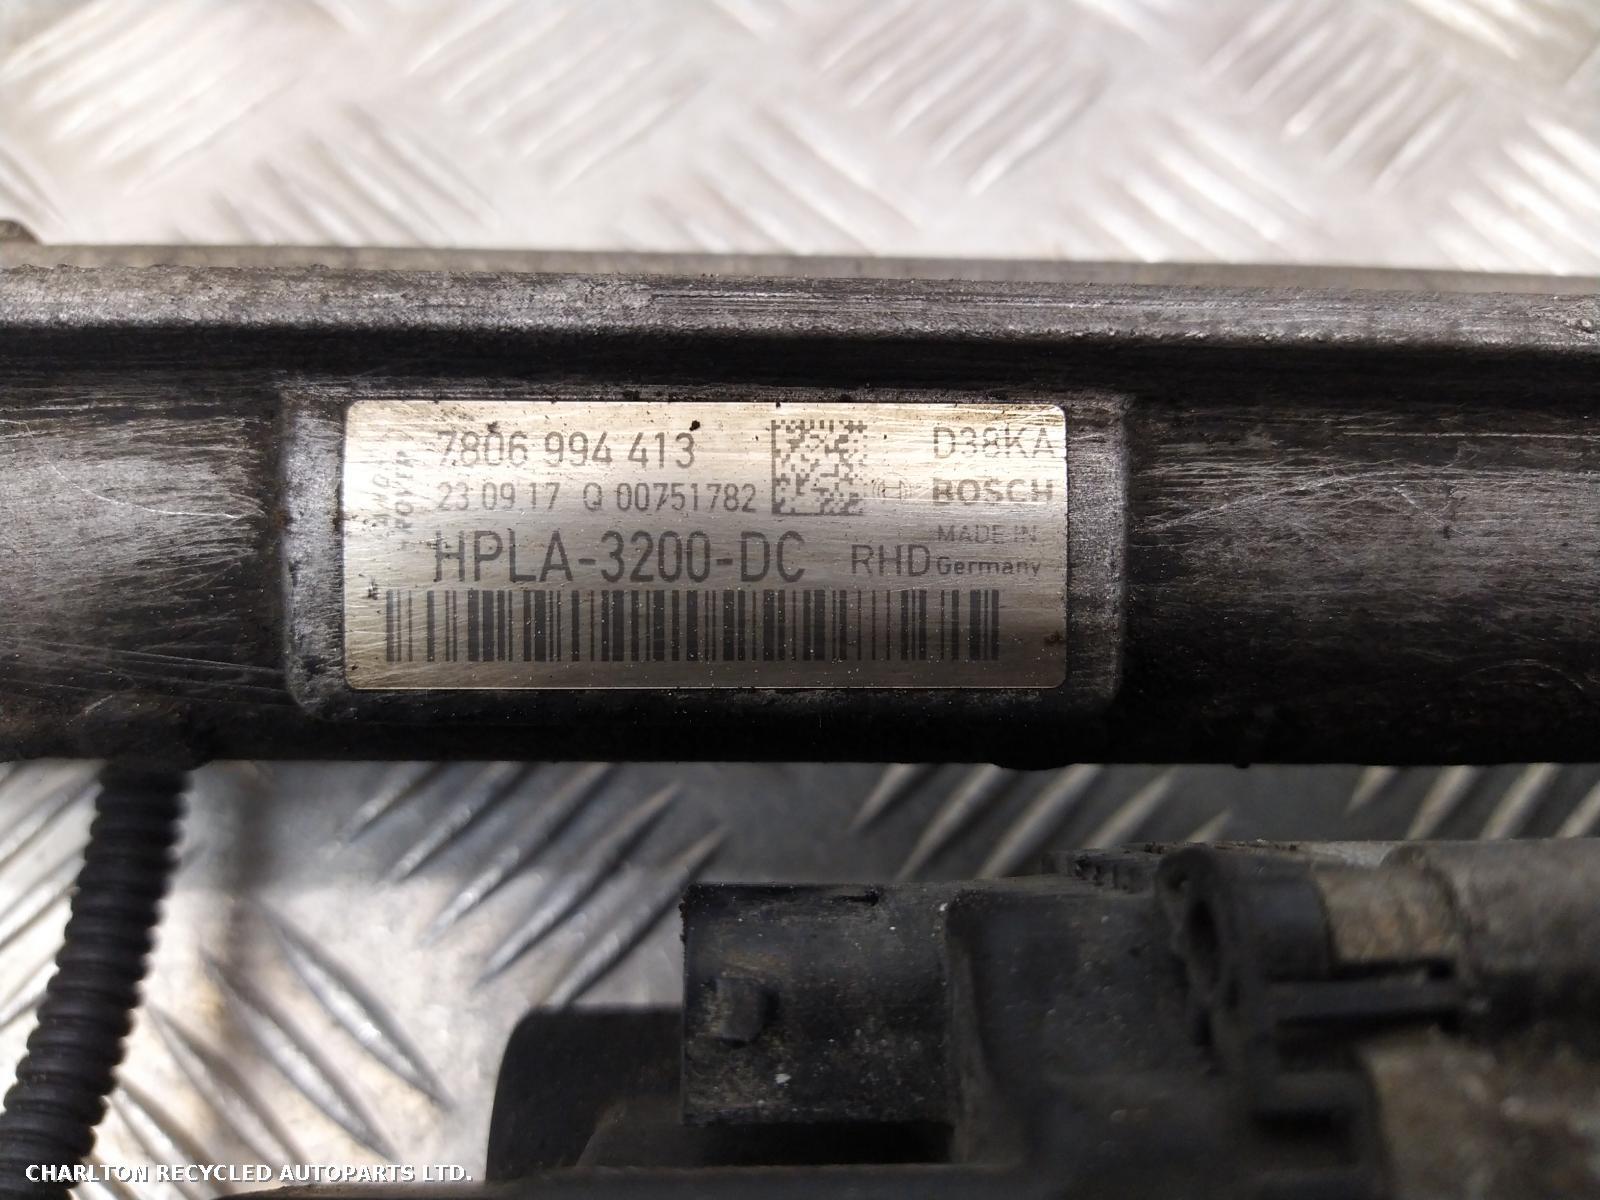 7806 994 413
D38KA
23 09 17 Q 00751782
BOSCH
HPLA-3200-DC
RHD
MADE IN
Germany
ROVER
CHARLTON RECYCLED AUTOPARTS LTD.